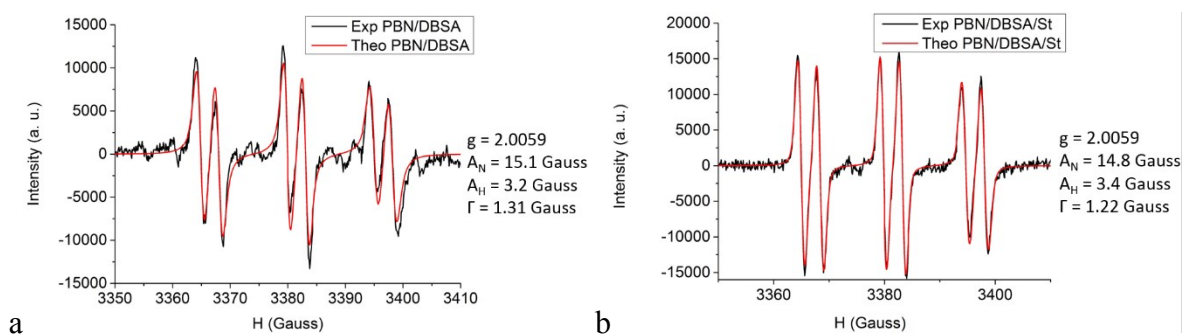 Exp PBN/DBSA
Theo PBN/DBSA
15000
10000
5000
0
-5000
-10000
-15000
Intensity (a. u.)
3350 3360 3370 3380 3390 3400 3410
H (Gauss)
g = 2.0059
A_N = 15.1 Gauss
A_H = 3.2 Gauss
Γ = 1.31 Gauss
a
Exp PBN/DBSA/St
Theo PBN/DBSA/St
20000
15000
10000
5000
0
-5000
-10000
-15000
Intensity (a. u.)
3360 3380 3400
H (Gauss)
g = 2.0059
A_N = 14.8 Gauss
A_H = 3.4 Gauss
Γ = 1.22 Gauss
b